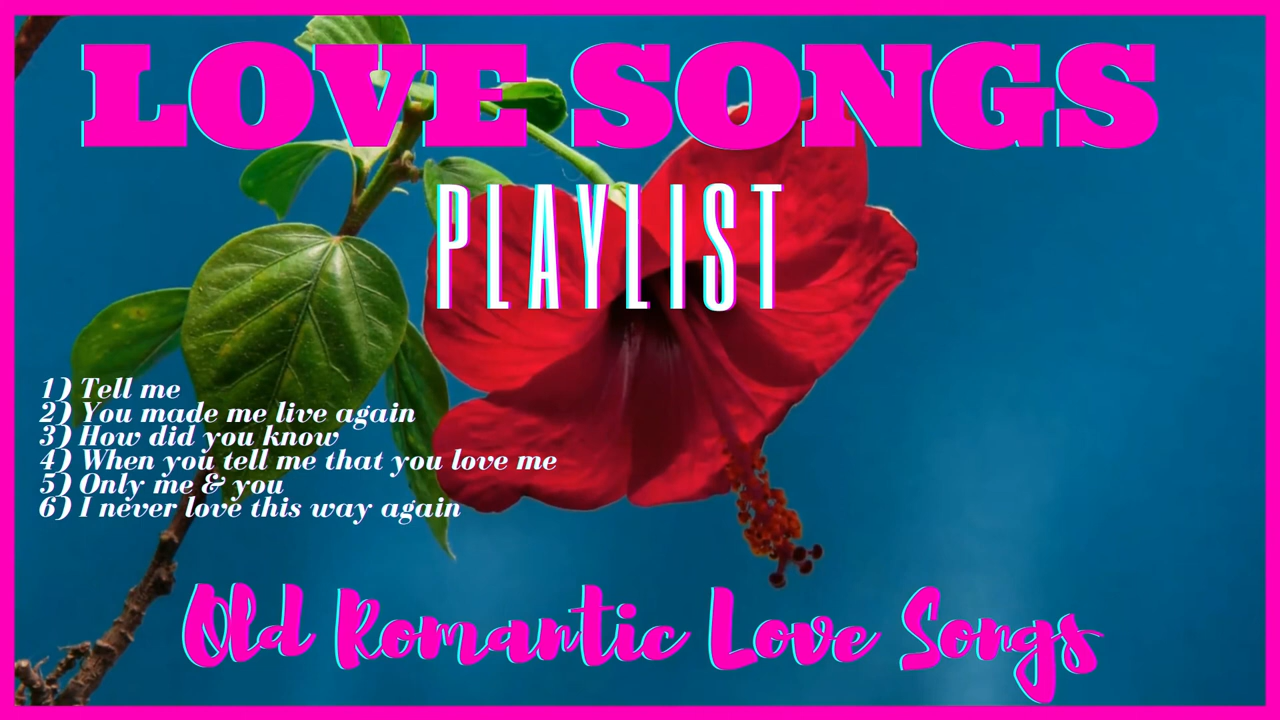 LOVE SONGS
PLAYLIST
1) Tell me
2) You made me live again
3) How did you know
4) When you tell me that you love me
5) Only me & you
6) I never love this way again
Old Romantic Love Songs